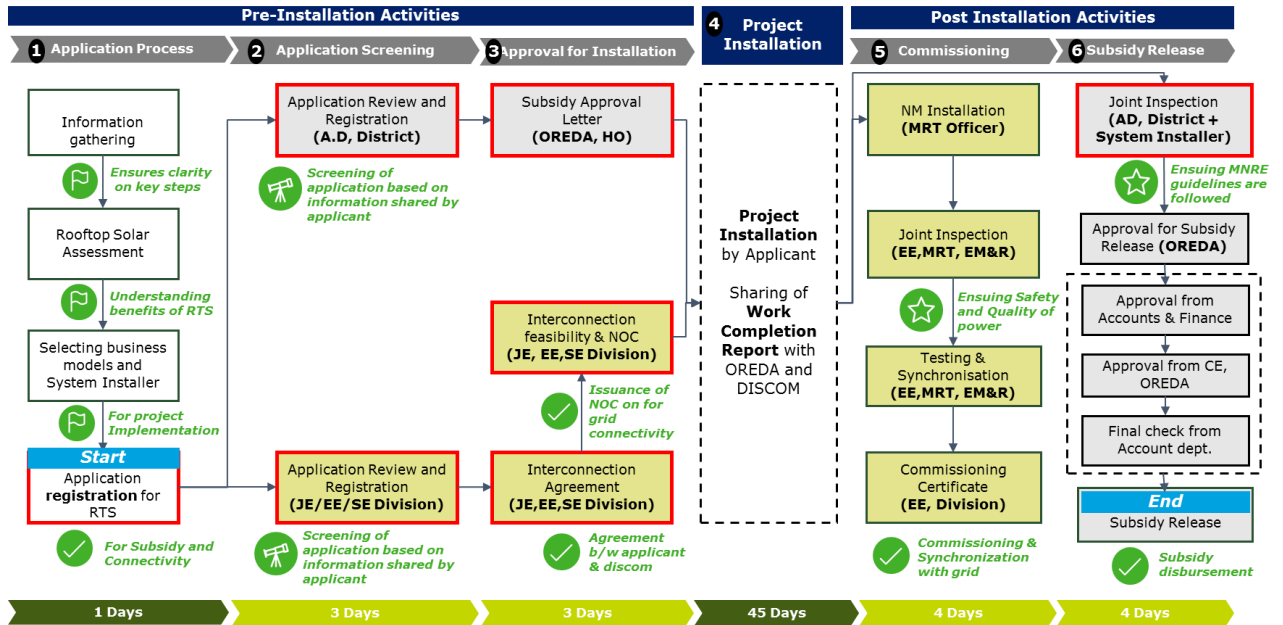 Pre-Installation Activities
4 Project
Installation
Post Installation Activities
1 Application Process
2 Application Screening
3 Approval for Installation
5 Commissioning
6 Subsidy Release
Information
gathering
Ensures clarity
on key steps
Rooftop Solar
Assessment
Understanding
benefits of RTS
Selecting business
models and
System Installer
For project
Implementation
Start
Application
registration for
RTS
For Subsidy and
Connectivity
Application Review and
Registration
(A.D, District)
Screening of
application based on
information shared by
applicant
Application Review and
Registration
(JE/EE/SE Division)
Screening of
application based on
information shared by
applicant
Subsidy Approval
Letter
(OREDA, HO)
Interconnection
feasibility & NOC
(JE, EE,SE Division)
Issuance of
NOC on for
grid
connectivity
Interconnection
Agreement
(JE,EE,SE Division)
Agreement
b/w applicant
& discom
Project
Installation
by Applicant
Sharing of
Work
Completion
Report with
OREDA and
DISCOM
NM Installation
(MRT Officer)
Joint Inspection
(EE,MRT, EM&R)
Ensuing Safety
and Quality of
power
Testing &
Synchronisation
(EE,MRT, EM&R)
Commissioning
Certificate
(EE, Division)
Commissioning &
Synchronization
with grid
Joint Inspection
(AD, District +
System Installer)
Ensuing MNRE
guidelines are
followed
Approval for Subsidy
Release (OREDA)
Approval from
Accounts & Finance
Approval from CE,
OREDA
Final check from
Account dept.
End
Subsidy Release
Subsidy
disbursement
1 Days
3 Days
3 Days
45 Days
4 Days
4 Days